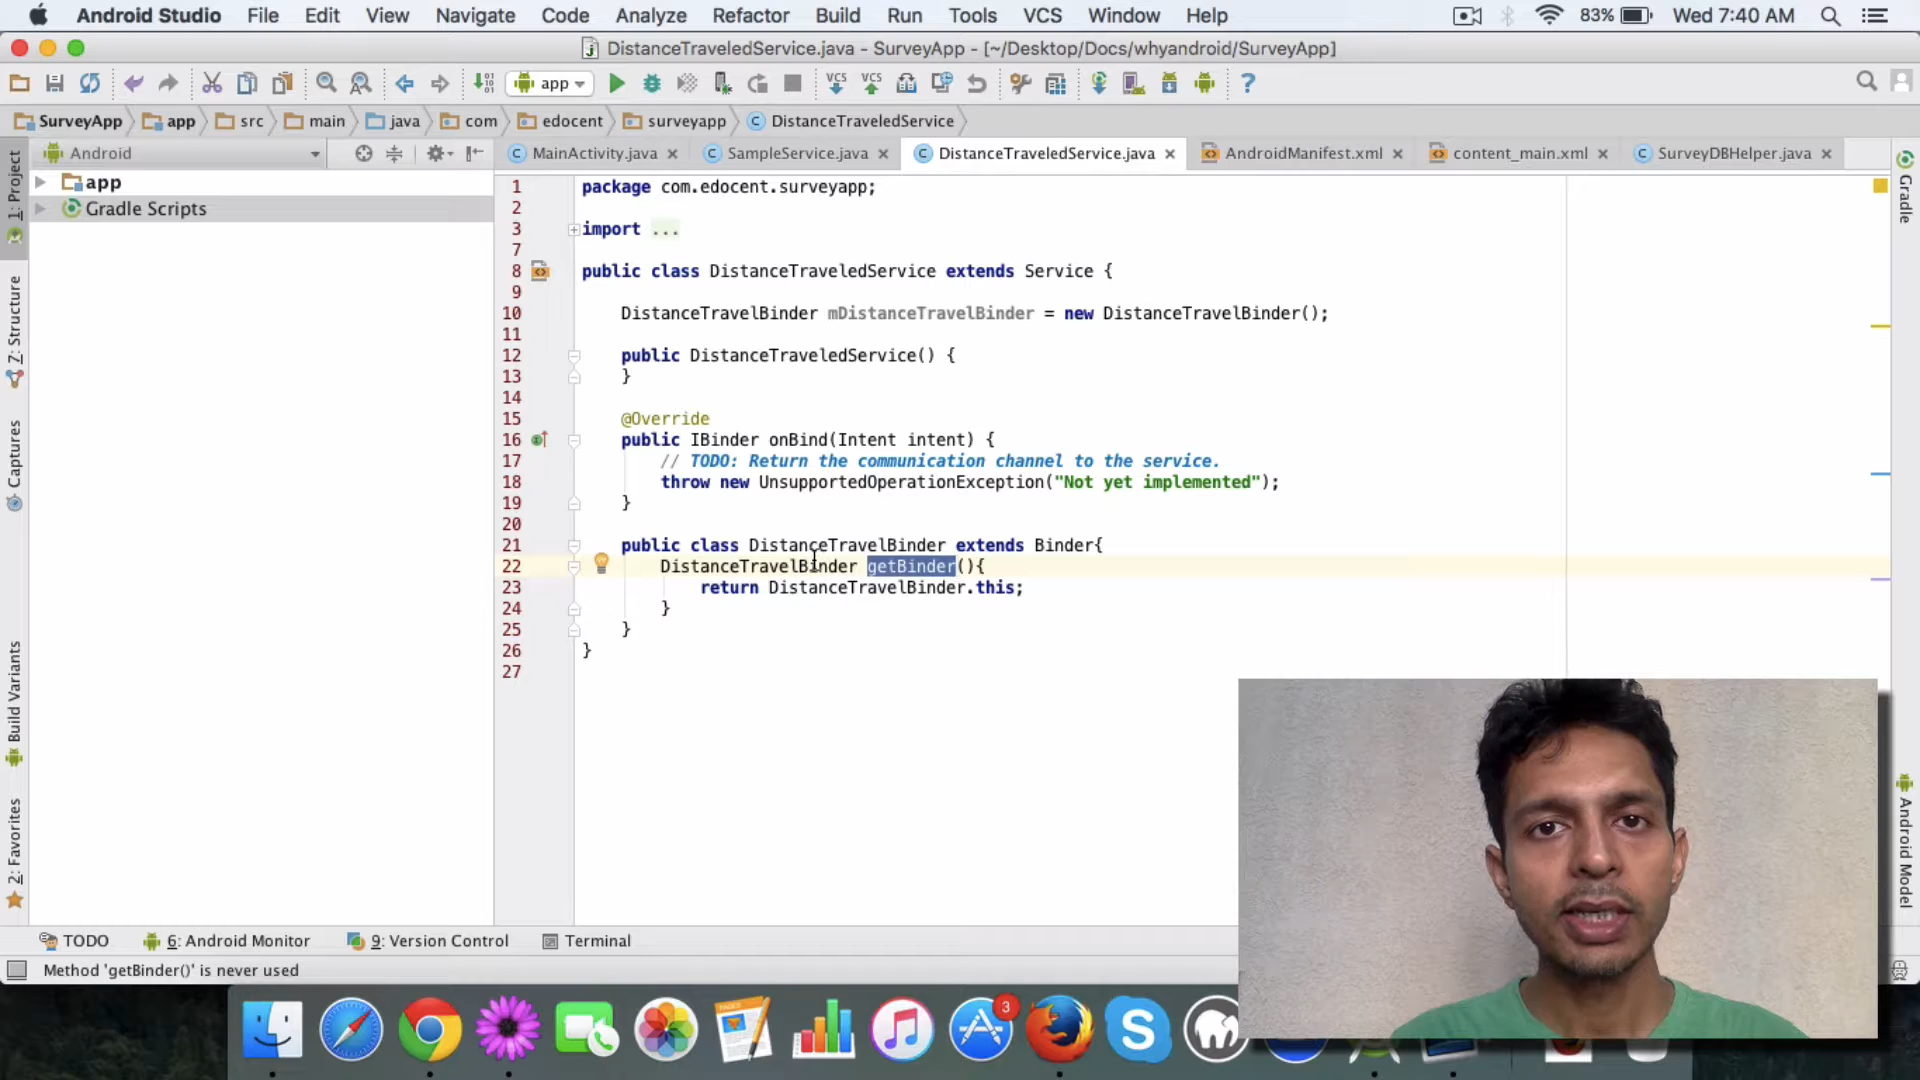 Android Studio File Edit View Navigate Code Analyze Refactor Build Run Tools VCS Window Help 83% Wed 7:40 AM
DistanceTraveledService.java - SurveyApp - [~/Desktop/Docs/whyandroid/SurveyApp]
app VCS VCS ?
SurveyApp app src main java com edocent surveyapp DistanceTraveledService
Android MainActivity.java SampleService.java DistanceTraveledService.java AndroidManifest.xml content_main.xml SurveyDBHelper.java
app
Gradle Scripts
1: Project
Z: Structure
Captures
Build Variants
2: Favorites
1 package com.edocent.surveyapp;
2
3 import ...
7
8 public class DistanceTraveledService extends Service {
9
10 DistanceTravelBinder mDistanceTravelBinder = new DistanceTravelBinder();
11
12 public DistanceTraveledService() {
13 }
14
15 @Override
16 public IBinder onBind(Intent intent) {
17 // TODO: Return the communication channel to the service.
18 throw new UnsupportedOperationException("Not yet implemented");
19 }
20
21 public class DistanceTravelBinder extends Binder{
22 DistanceTravelBinder getBinder(){
23 return DistanceTravelBinder.this;
24 }
25 }
26 }
27
Gradle
Android Model
TODO 6: Android Monitor 9: Version Control Terminal
Method 'getBinder()' is never used
PAGES
3
S